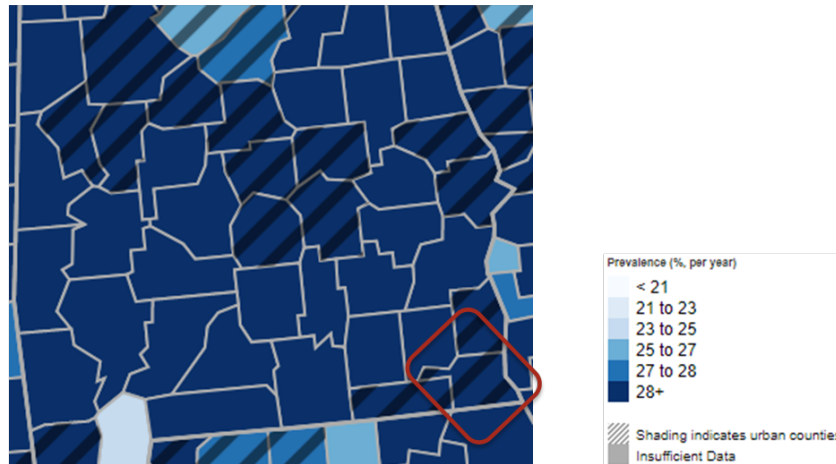 Prevalence (%, per year)
< 21
21 to 23
23 to 25
25 to 27
27 to 28
28+
Shading indicates urban counties
Insufficient Data